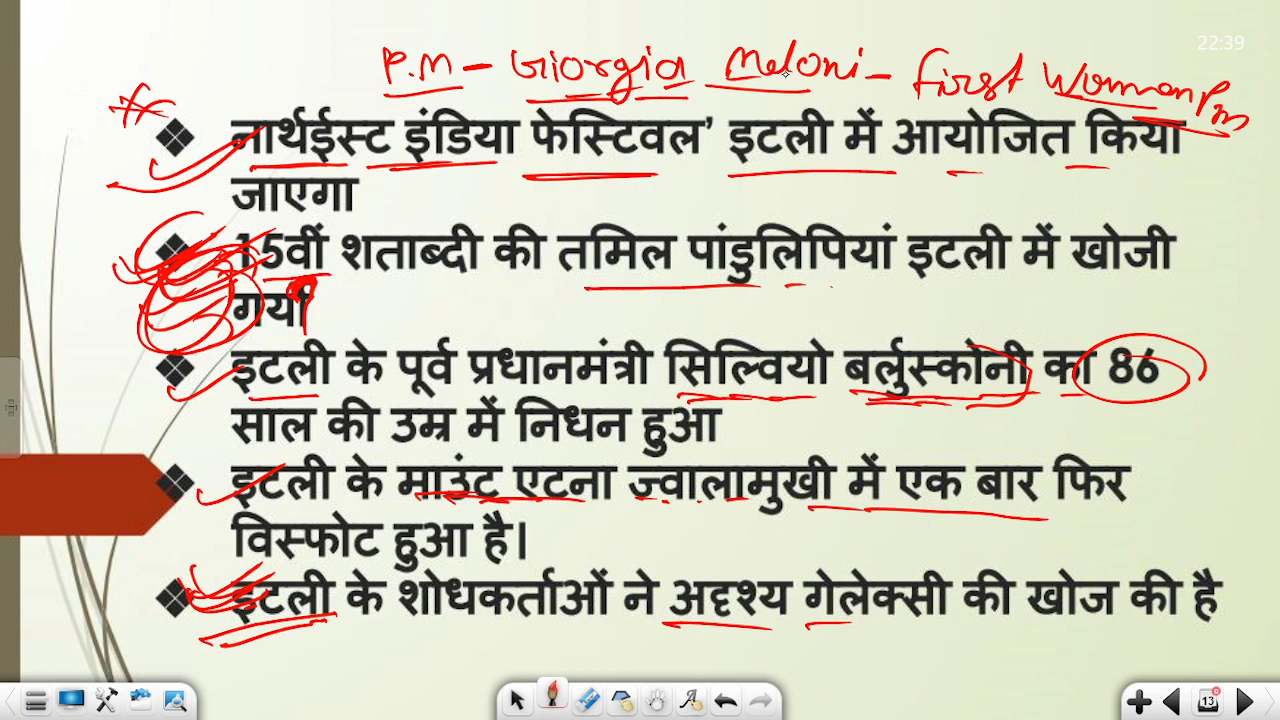 22:39
P.M - Giorgia Meloni - First Woman Pm
नार्थईस्ट इंडिया फेस्टिवल’ इटली में आयोजित किया
जाएगा
15वीं शताब्दी की तमिल पांडुलिपियां इटली में खोजी
गयी
इटली के पूर्व प्रधानमंत्री सिल्वियो बर्लुस्कोनी का 86
साल की उम्र में निधन हुआ
इटली के माउंट एटना ज्वालामुखी में एक बार फिर
विस्फोट हुआ है।
इटली के शोधकर्ताओं ने अदृश्य गेलेक्सी की खोज की है
13